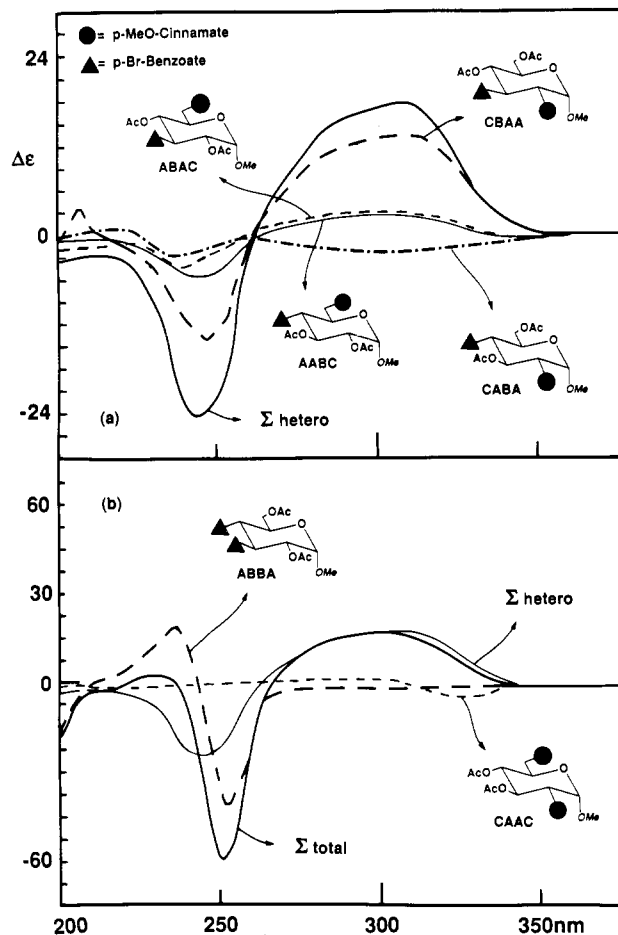 24
● = p-MeO-Cinnamate
▲ = p-Br-Benzoate
OAc
AcO
O
OMe
CBAA
AcO
O
OAc
OMe
ABAC
Δε
0
O
AcO
OAc
OMe
AABC
OAc
O
AcO
OMe
CABA
-24
(a)
Σ hetero
60
(b)
OAc
O
OAc
OMe
ABBA
30
Σ hetero
0
AcO
O
AcO
OMe
CAAC
Σ total
-60
200 250 300 350nm